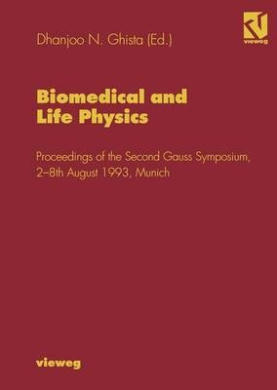 Dhanjoo N. Ghista (Ed.)
vieweg
Biomedical and
Life Physics
Proceedings of the Second Gauss Symposium,
2–8th August 1993, Munich
vieweg